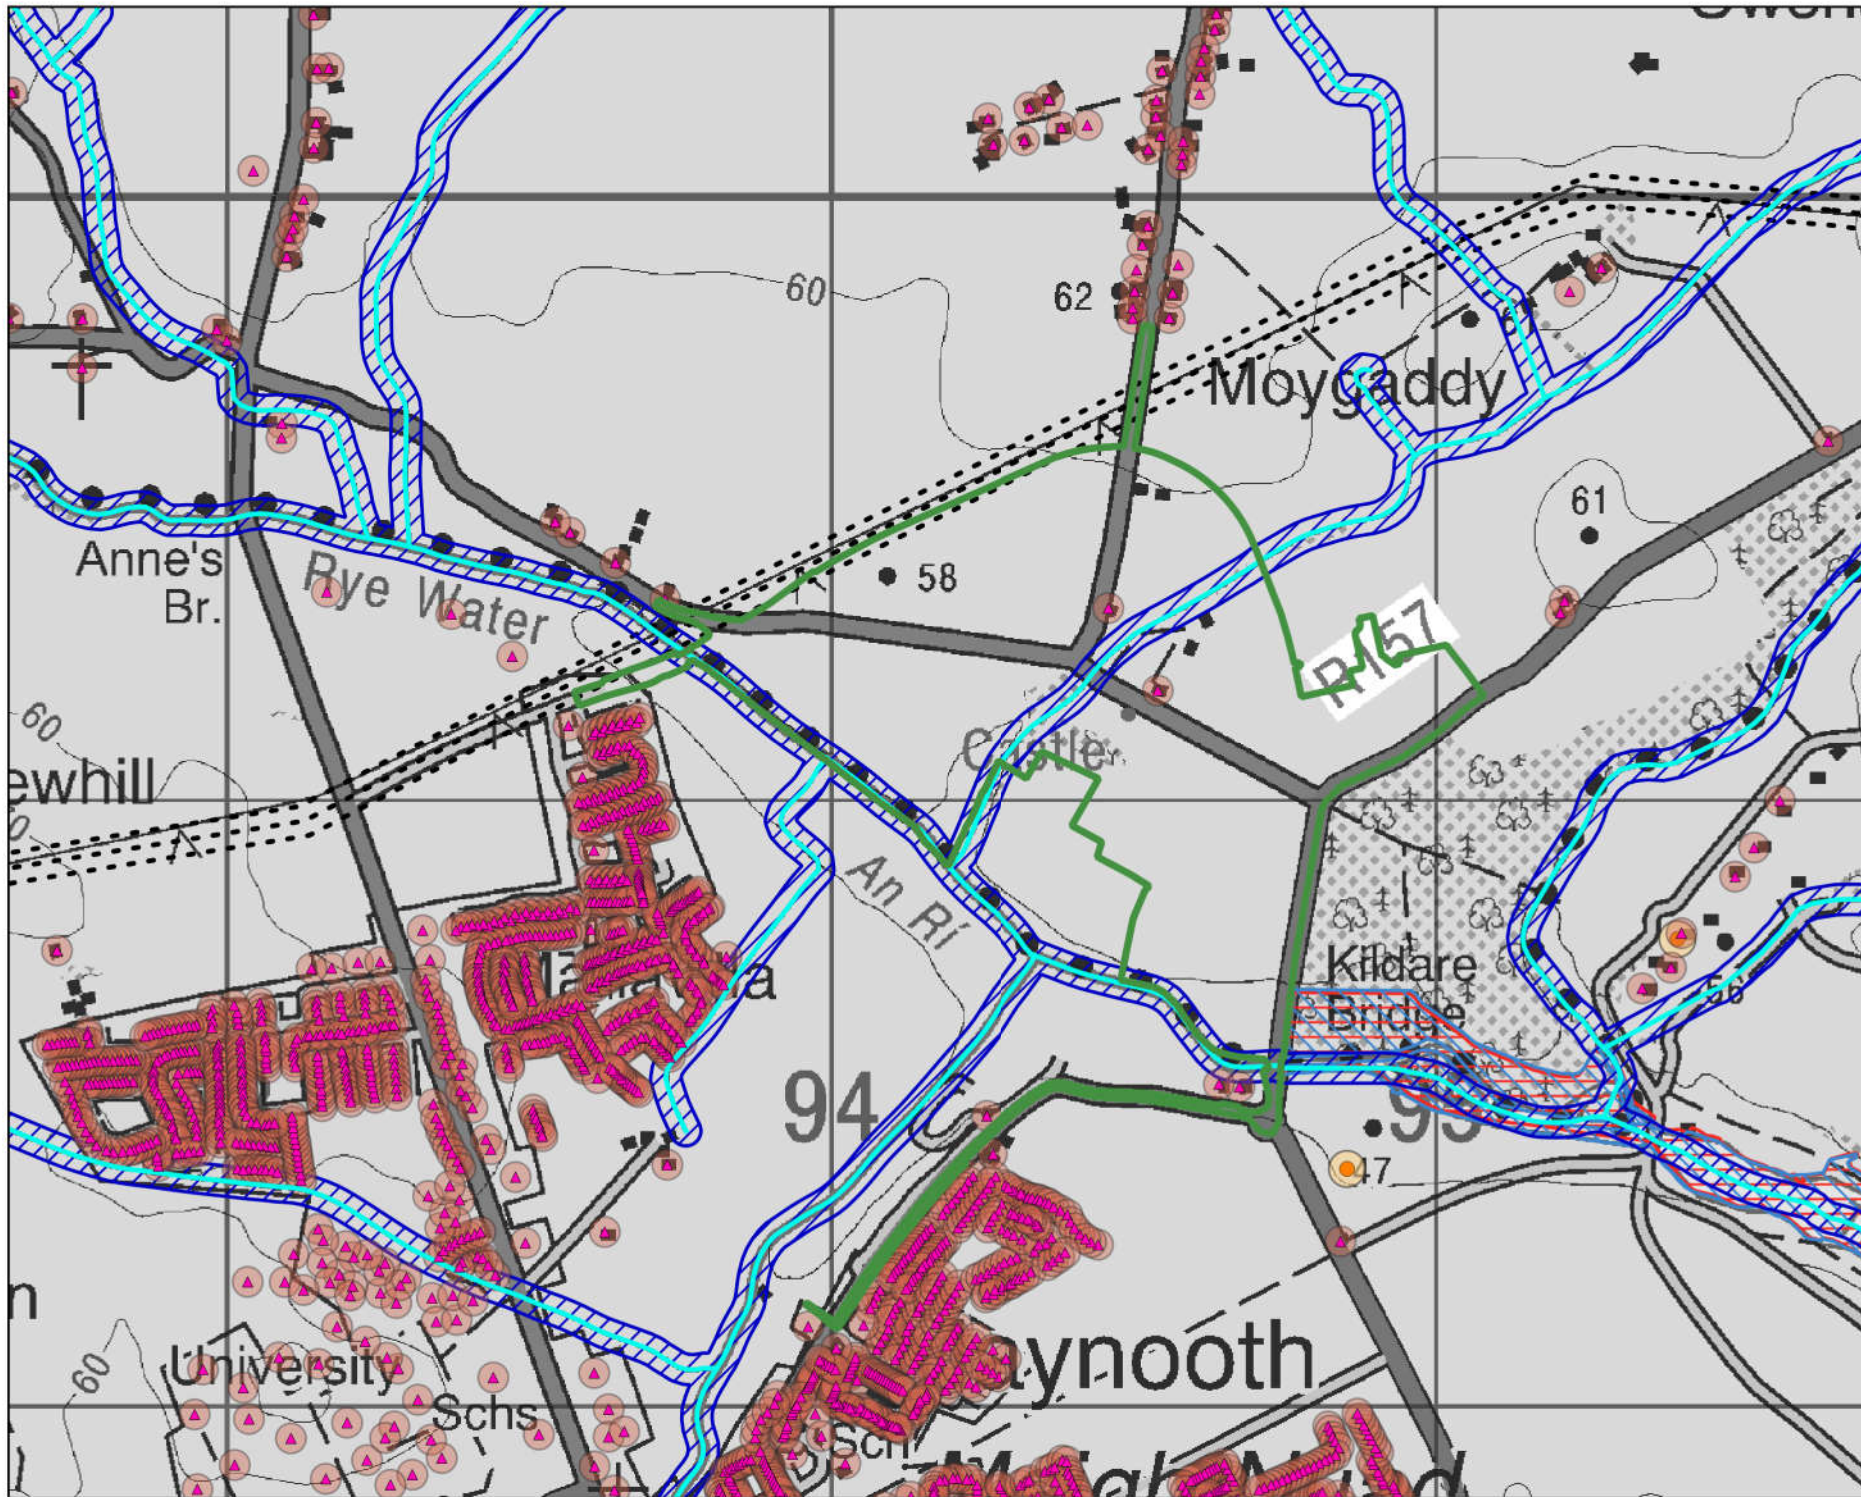 60
62
61
Moygaddy
61
58
Anne's
Br.
Rye Water
R157
60
ewhill
Castle
An Rí
Kildare
Bridge
56
94
95
47
60
University
Schs
aynooth
Sch